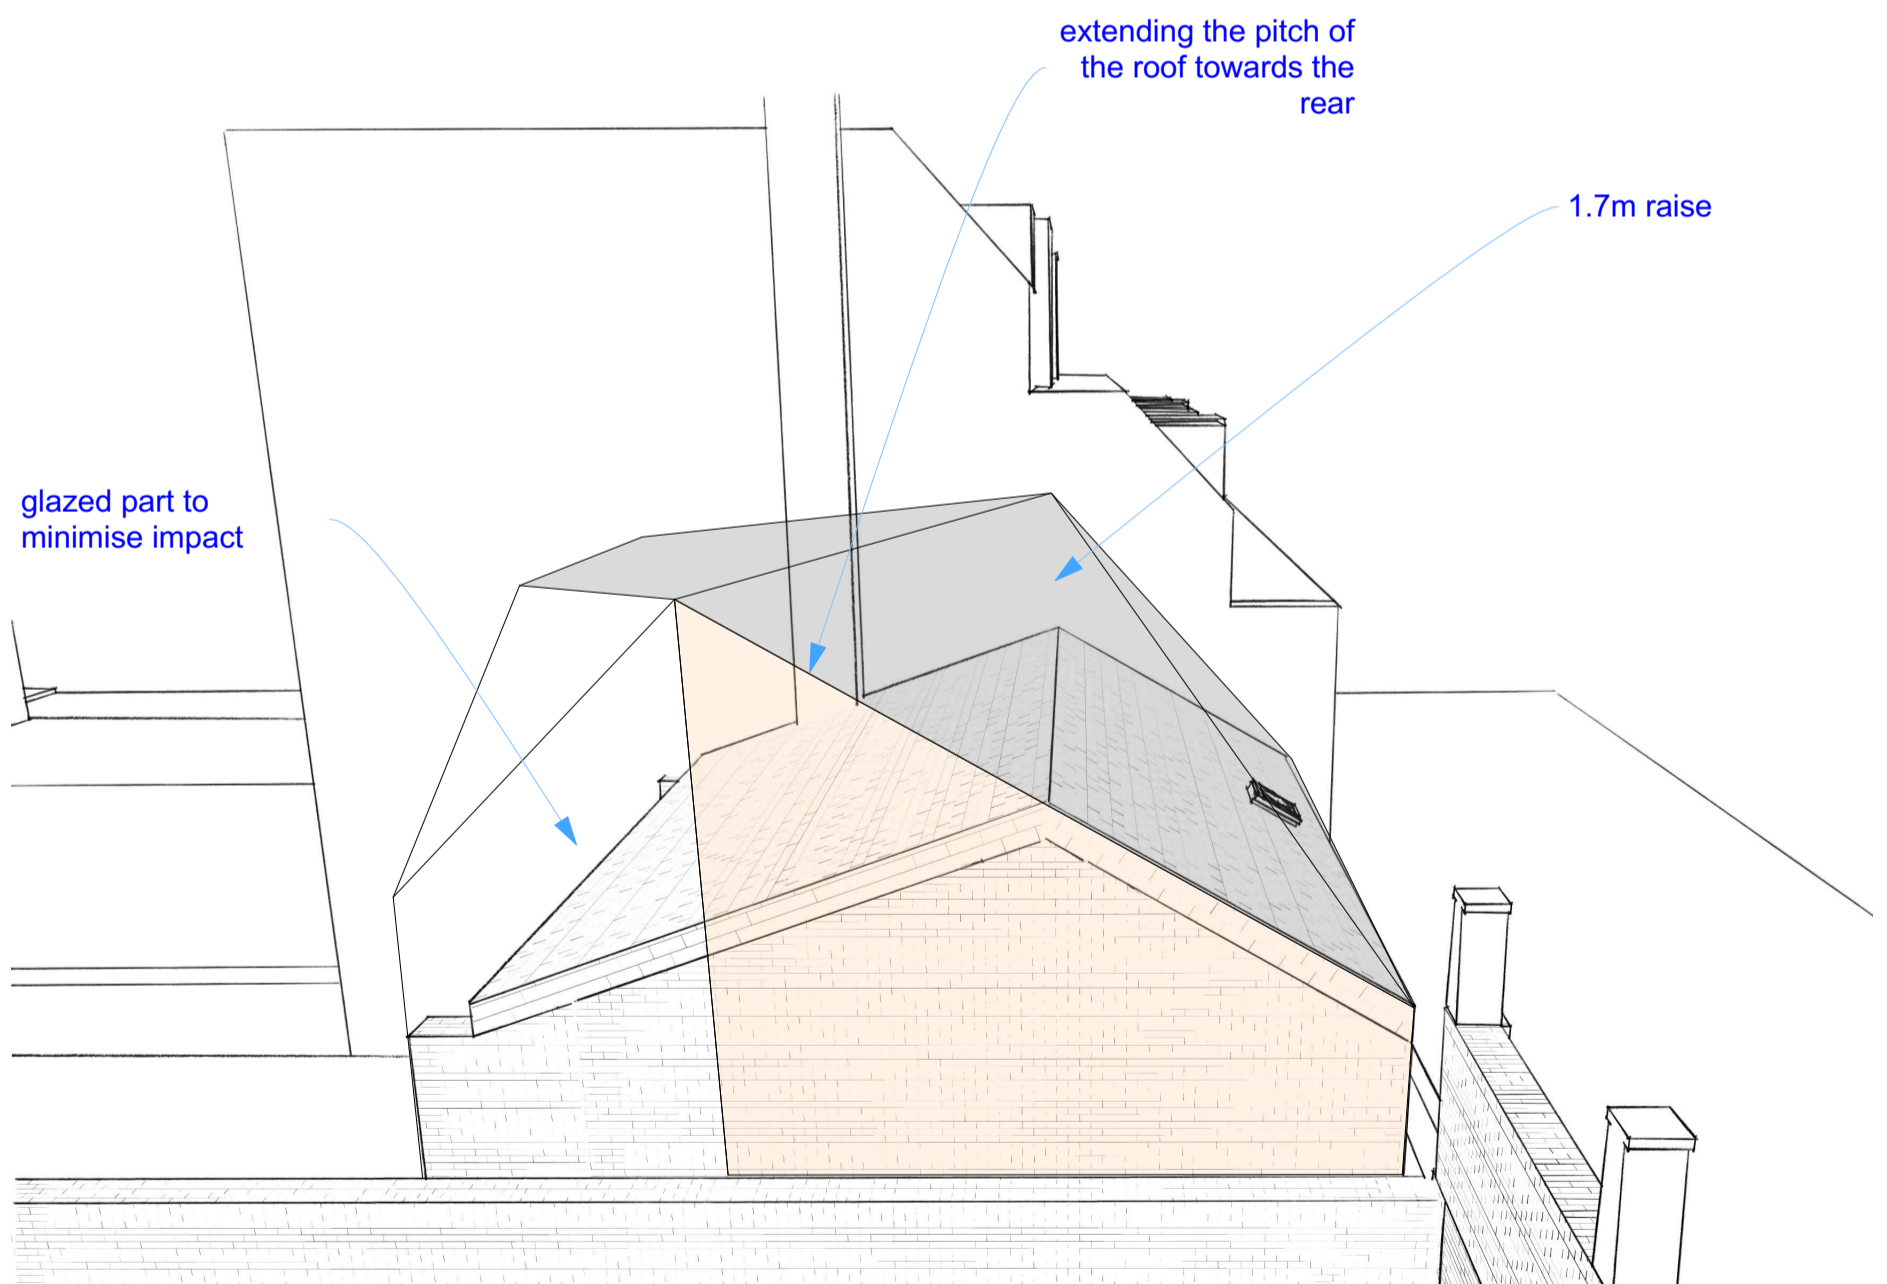 extending the pitch of
the roof towards the
rear
1.7m raise
glazed part to
minimise impact